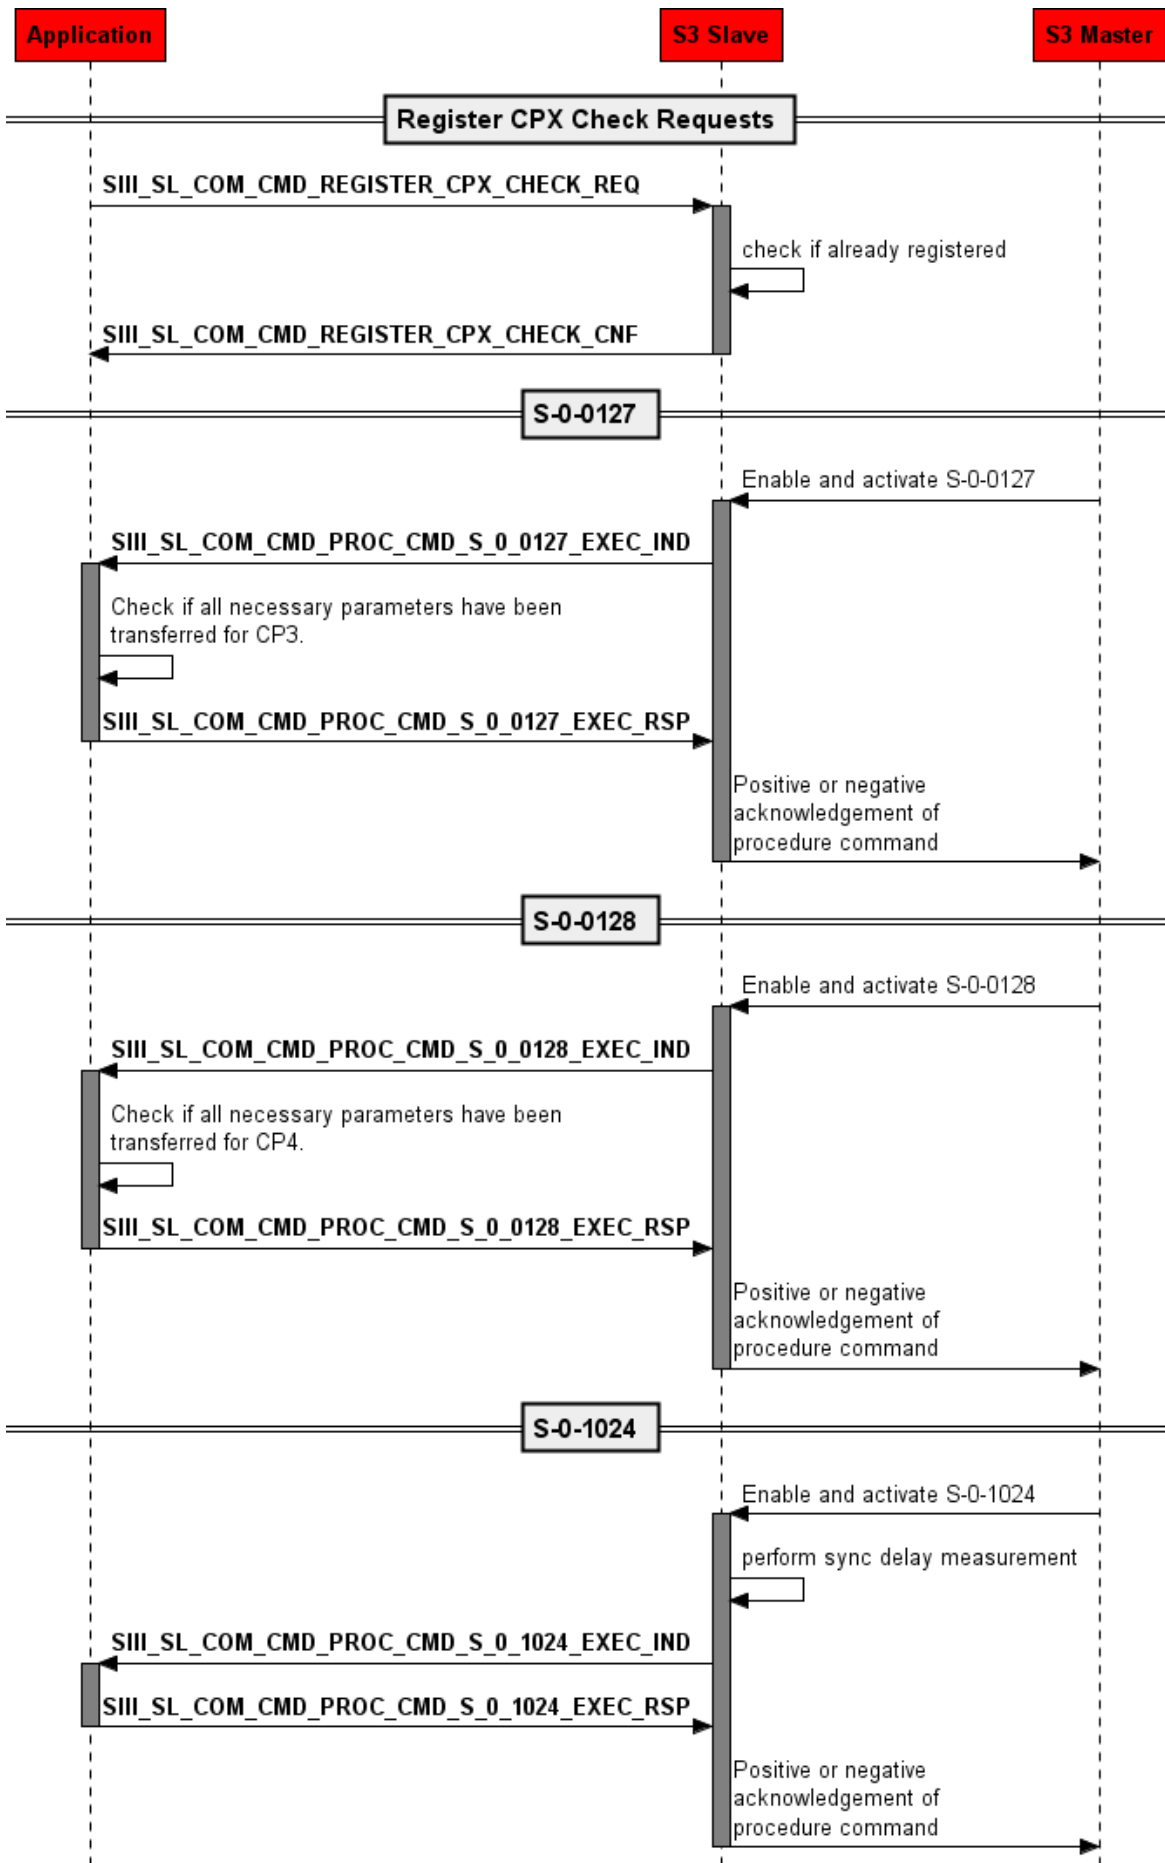 Application
S3 Slave
S3 Master
Register CPX Check Requests
SIII_SL_COM_CMD_REGISTER_CPX_CHECK_REQ
check if already registered
SIII_SL_COM_CMD_REGISTER_CPX_CHECK_CNF
S-0-0127
Enable and activate S-0-0127
SIII_SL_COM_CMD_PROC_CMD_S_0_0127_EXEC_IND
Check if all necessary parameters have been
transferred for CP3.
SIII_SL_COM_CMD_PROC_CMD_S_0_0127_EXEC_RSP
Positive or negative
acknowledgement of
procedure command
S-0-0128
Enable and activate S-0-0128
SIII_SL_COM_CMD_PROC_CMD_S_0_0128_EXEC_IND
Check if all necessary parameters have been
transferred for CP4.
SIII_SL_COM_CMD_PROC_CMD_S_0_0128_EXEC_RSP
Positive or negative
acknowledgement of
procedure command
S-0-1024
Enable and activate S-0-1024
perform sync delay measurement
SIII_SL_COM_CMD_PROC_CMD_S_0_1024_EXEC_IND
SIII_SL_COM_CMD_PROC_CMD_S_0_1024_EXEC_RSP
Positive or negative
acknowledgement of
procedure command